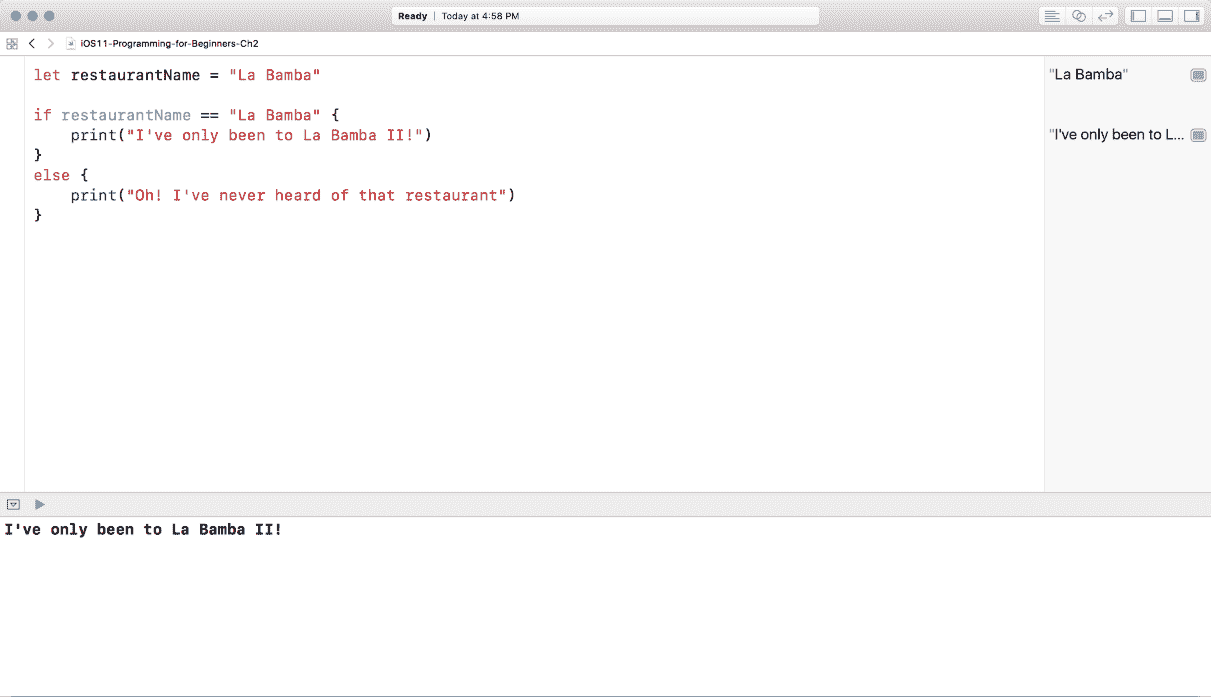 Ready | Today at 4:58 PM
iOS11-Programming-for-Beginners-Ch2
let restaurantName = "La Bamba"
"La Bamba"
if restaurantName == "La Bamba" {
print("I've only been to La Bamba II!")
"I've only been to L...
}
else {
print("Oh! I've never heard of that restaurant")
}
I've only been to La Bamba II!